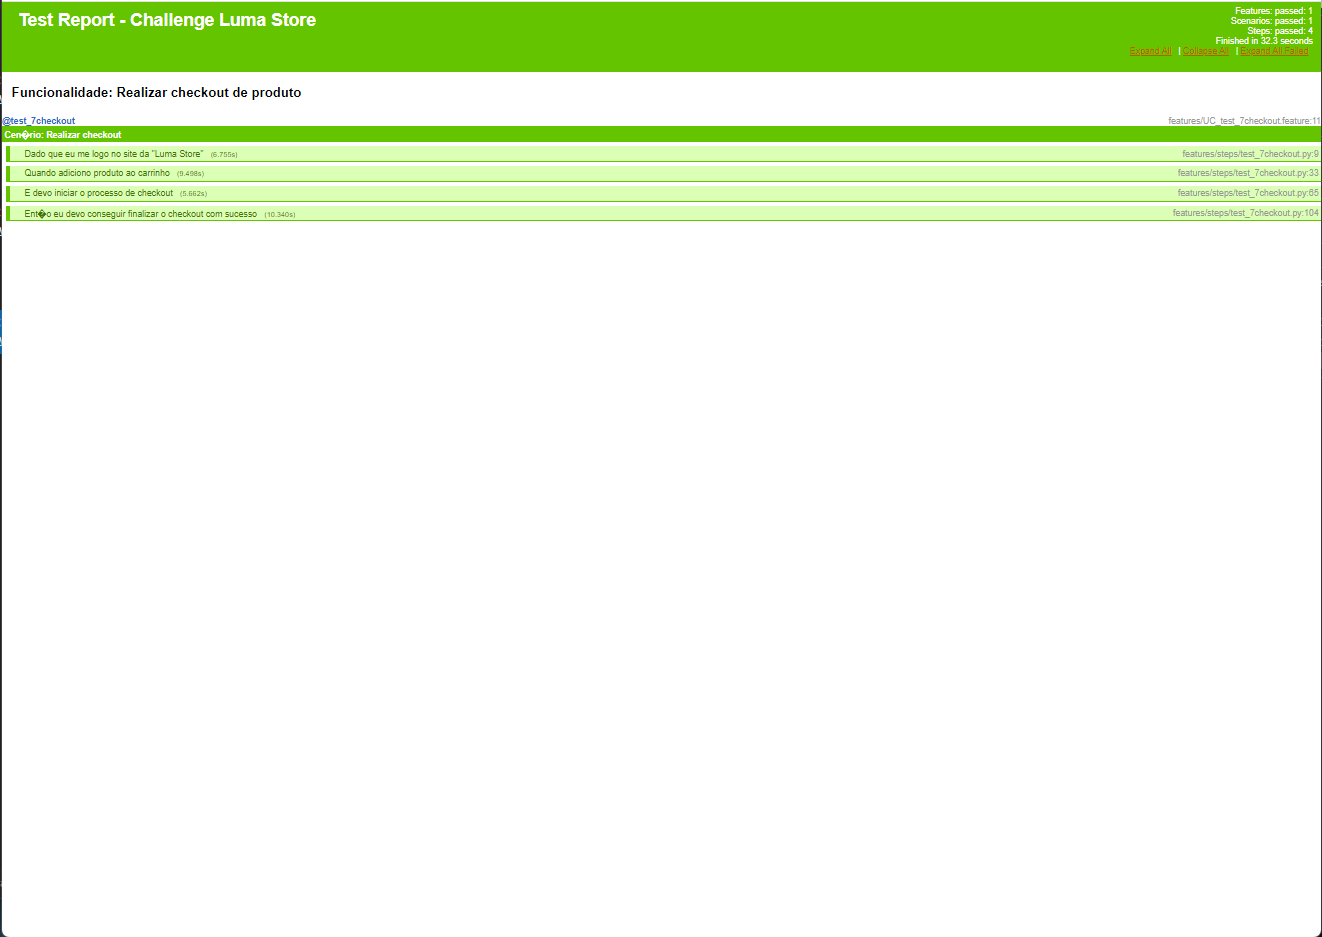 Test Report - Challenge Luma Store
Features: passed: 1
Scenarios: passed: 1
Steps: passed: 4
Finished in 32.3 seconds
Expand All | Collapse All | Expand All Failed
Funcionalidade: Realizar checkout de produto
@test_7checkout features/UC_test_7checkout.feature:11
Cen�rio: Realizar checkout
Dado que eu me logo no site da "Luma Store" (6.755s) features/steps/test_7checkout.py:9
Quando adiciono produto ao carrinho (9.498s) features/steps/test_7checkout.py:33
E devo iniciar o processo de checkout (5.662s) features/steps/test_7checkout.py:65
Ent�o eu devo conseguir finalizar o checkout com sucesso (10.340s) features/steps/test_7checkout.py:104